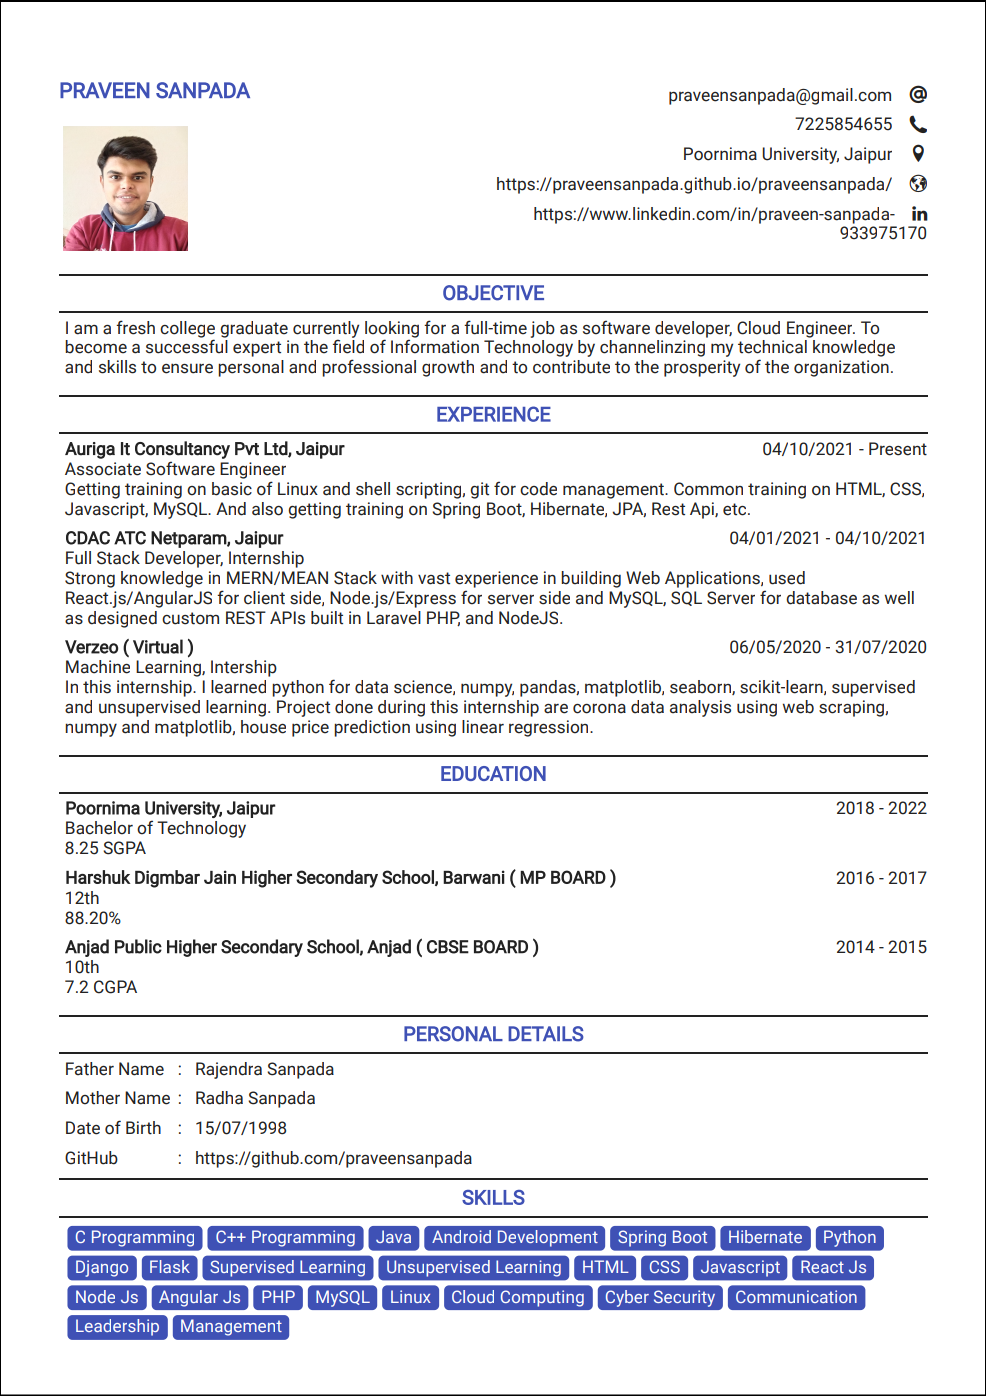 PRAVEEN SANPADA
praveensanpada@gmail.com
7225854655
Poornima University, Jaipur
https://praveensanpada.github.io/praveensanpada/
https://www.linkedin.com/in/praveen-sanpada-
933975170
OBJECTIVE
I am a fresh college graduate currently looking for a full-time job as software developer, Cloud Engineer. To
become a successful expert in the field of Information Technology by channelinzing my technical knowledge
and skills to ensure personal and professional growth and to contribute to the prosperity of the organization.
EXPERIENCE
Auriga It Consultancy Pvt Ltd, Jaipur 04/10/2021 - Present
Associate Software Engineer
Getting training on basic of Linux and shell scripting, git for code management. Common training on HTML, CSS,
Javascript, MySQL. And also getting training on Spring Boot, Hibernate, JPA, Rest Api, etc.
CDAC ATC Netparam, Jaipur 04/01/2021 - 04/10/2021
Full Stack Developer, Internship
Strong knowledge in MERN/MEAN Stack with vast experience in building Web Applications, used
React.js/AngularJS for client side, Node.js/Express for server side and MySQL, SQL Server for database as well
as designed custom REST APIs built in Laravel PHP, and NodeJS.
Verzeo ( Virtual ) 06/05/2020 - 31/07/2020
Machine Learning, Intership
In this internship. I learned python for data science, numpy, pandas, matplotlib, seaborn, scikit-learn, supervised
and unsupervised learning. Project done during this internship are corona data analysis using web scraping,
numpy and matplotlib, house price prediction using linear regression.
EDUCATION
Poornima University, Jaipur 2018 - 2022
Bachelor of Technology
8.25 SGPA
Harshuk Digmbar Jain Higher Secondary School, Barwani ( MP BOARD ) 2016 - 2017
12th
88.20%
Anjad Public Higher Secondary School, Anjad ( CBSE BOARD ) 2014 - 2015
10th
7.2 CGPA
PERSONAL DETAILS
Father Name : Rajendra Sanpada
Mother Name : Radha Sanpada
Date of Birth : 15/07/1998
GitHub : https://github.com/praveensanpada
SKILLS
C Programming C++ Programming Java Android Development Spring Boot Hibernate Python
Django Flask Supervised Learning Unsupervised Learning HTML CSS Javascript React Js
Node Js Angular Js PHP MySQL Linux Cloud Computing Cyber Security Communication
Leadership Management